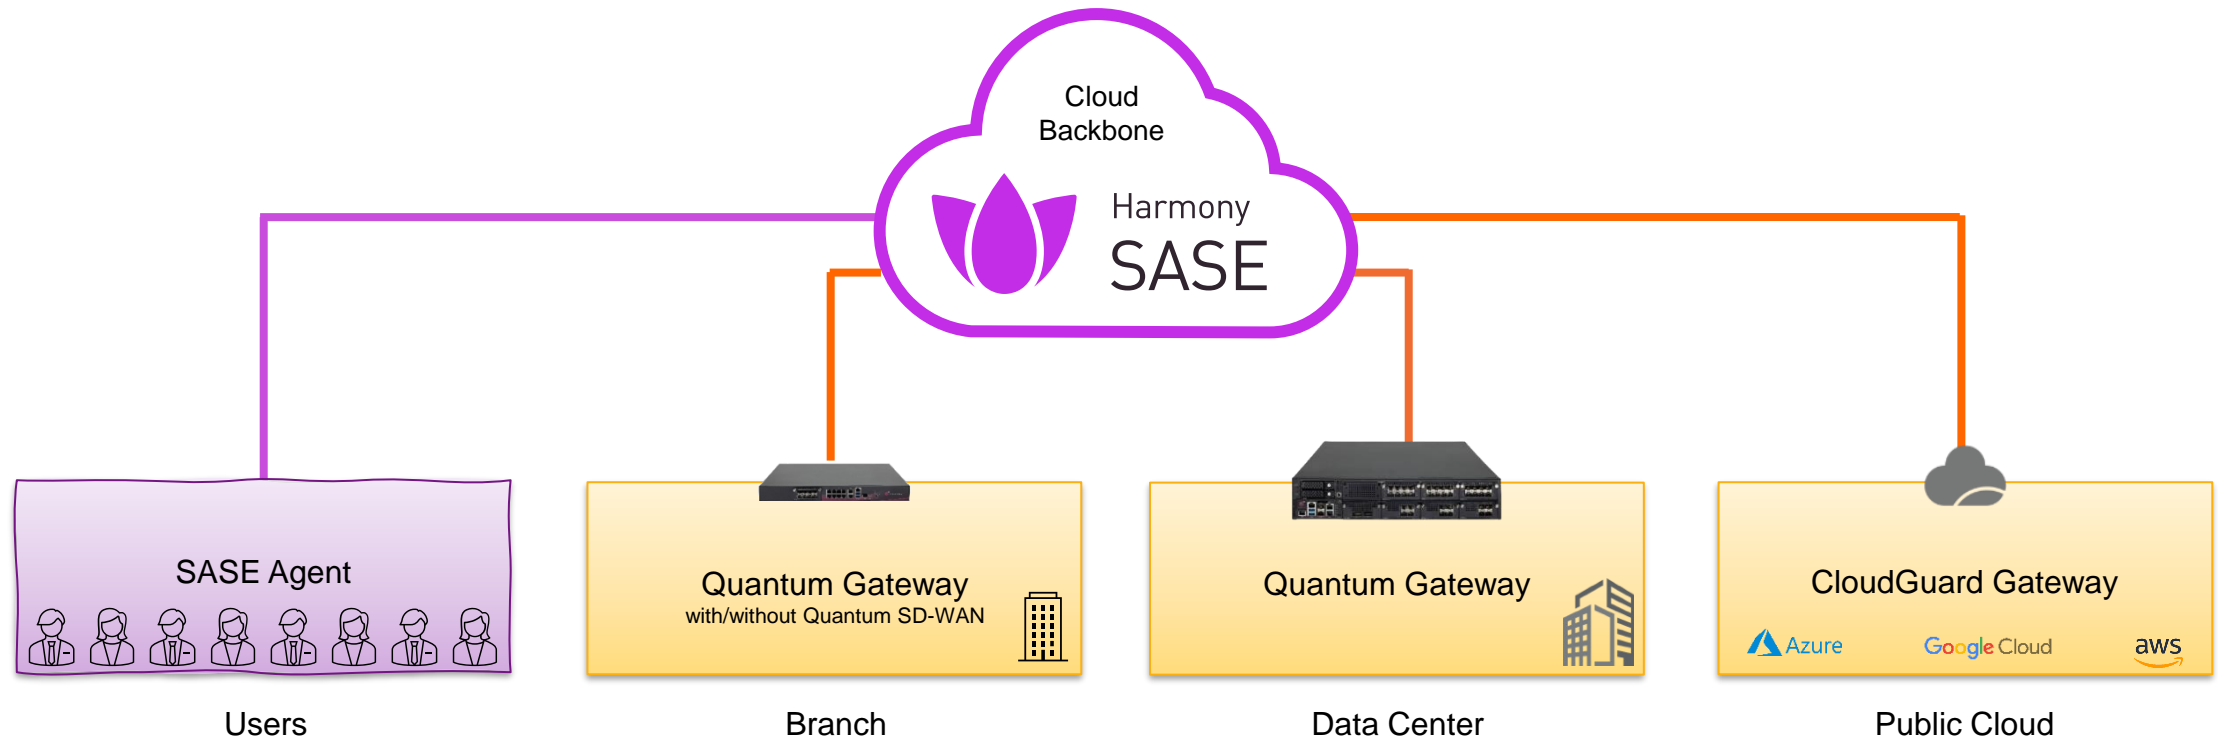 Cloud
Backbone
Harmony
SASE
SASE Agent
Quantum Gateway
with/without Quantum SD-WAN
Quantum Gateway
CloudGuard Gateway
Azure
Google Cloud
aws
Users
Branch
Data Center
Public Cloud